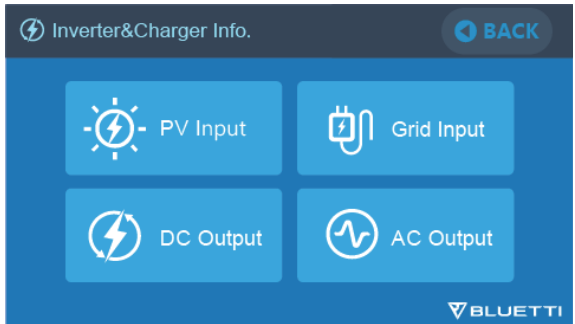 Inverter&Charger Info.
BACK
PV Input
Grid Input
DC Output
AC Output
BLUETTI